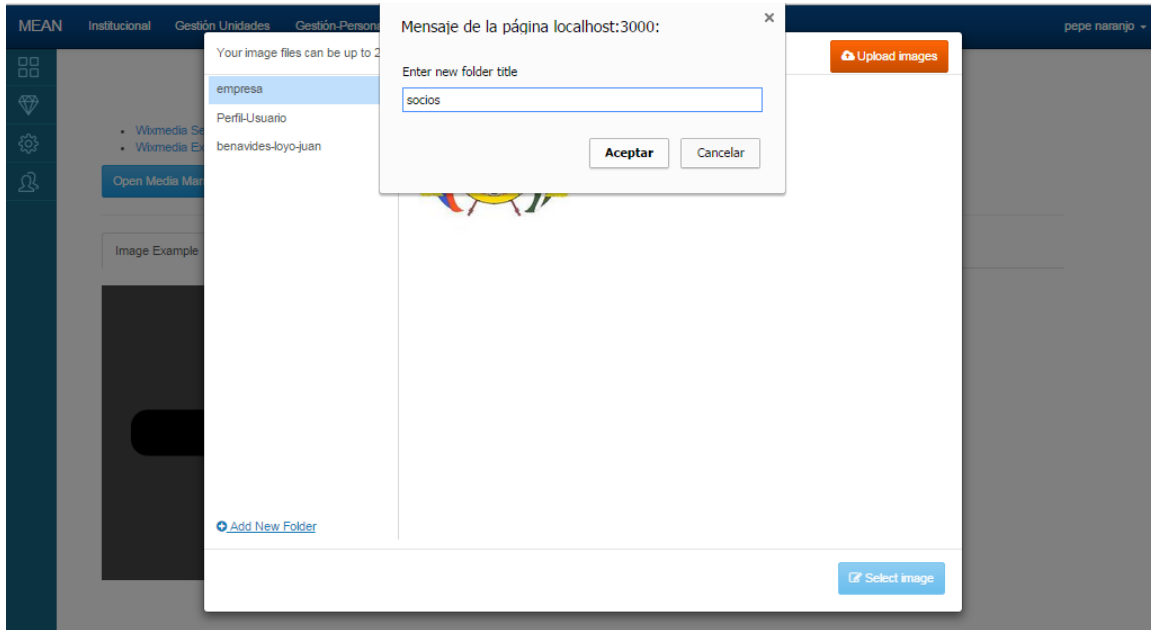 MEAN Institucional Gestión Unidades Gestión-Persona pepe naranjo
Mensaje de la página localhost:3000:
Enter new folder title
socios
Aceptar Cancelar
Your image files can be up to 2
Upload images
empresa
Perfil-Usuario
benavides-loyo-juan
Add New Folder
Select image
Wixmedia Se
Wixmedia Ex
Open Media Man
Image Example